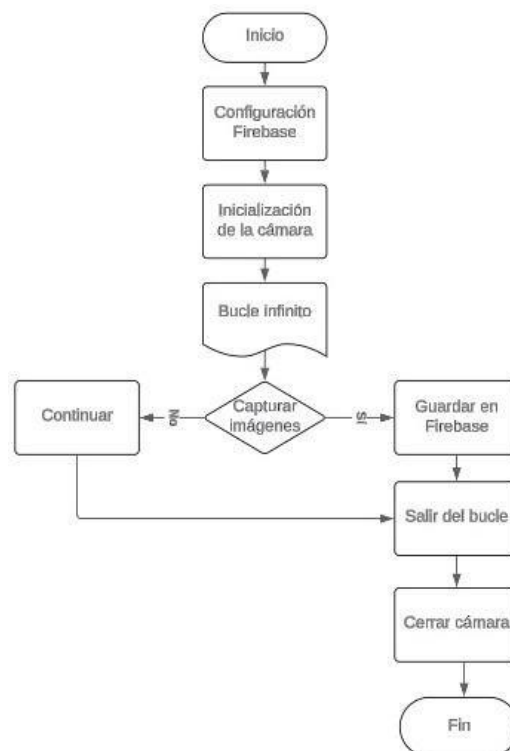 Inicio
Configuración
Firebase
Inicialización
de la cámara
Bucle infinito
Continuar
No
Capturar
imágenes
Sí
Guardar en
Firebase
Salir del bucle
Cerrar cámara
Fin